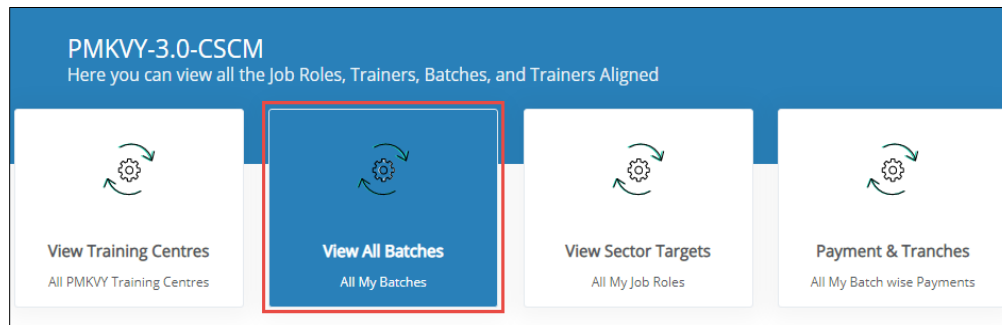 PMKVY-3.0-CSCM
Here you can view all the Job Roles, Trainers, Batches, and Trainers Aligned
View Training Centres
All PMKVY Training Centres
View All Batches
All My Batches
View Sector Targets
All My Job Roles
Payment & Tranches
All My Batch wise Payments